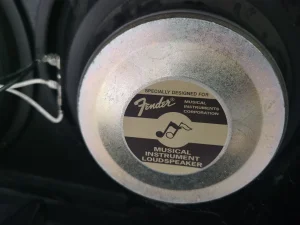 SPECIALLY DESIGNED FOR
Fender
MUSICAL
INSTRUMENTS
CORPORATION
MUSICAL
INSTRUMENT
LOUDSPEAKER